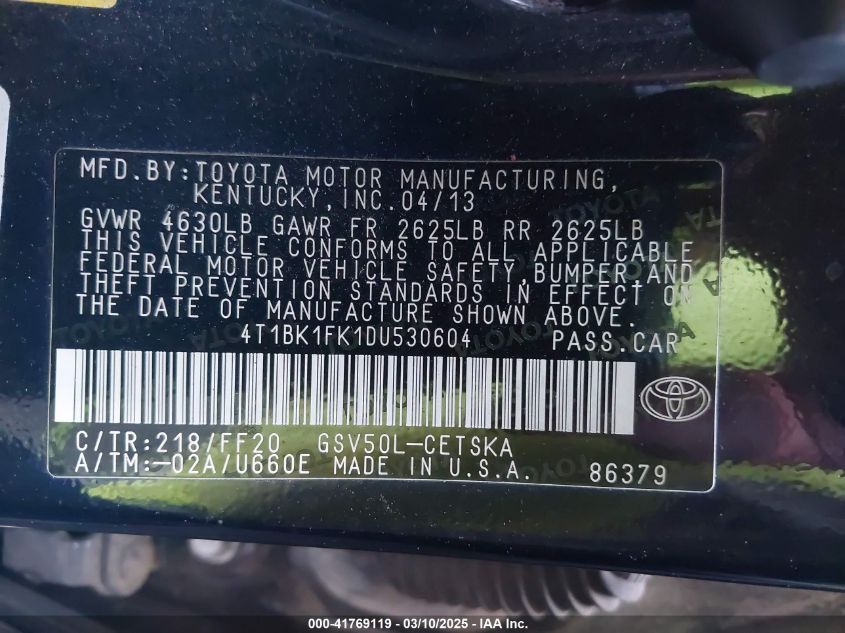 MFD.BY:TOYOTA MOTOR MANUFACTURING,
KENTUCKY,INC.04/13
GVWR 4630LB GAWR FR 2625LB RR 2625LB
THIS VEHICLE CONFORMS TO ALL APPLICABLE
FEDERAL MOTOR VEHICLE SAFETY,BUMPER AND
THEFT PREVENTION STANDARDS IN EFFECT ON
THE DATE OF MANUFACTURE SHOWN ABOVE.
4T1BK1FK1DU530604 PASS.CAR
C/TR:218/FF20 GSV50L-CETSKA
A/TM:-02A/U660E MADE IN U.S.A. 86379
000-41769119 - 03/10/2025 - IAA Inc.